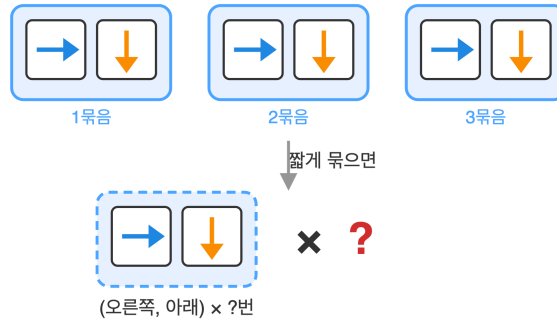 1묶음 2묶음 3묶음
짧게 묶으면
× ?
(오른쪽, 아래) × ?번